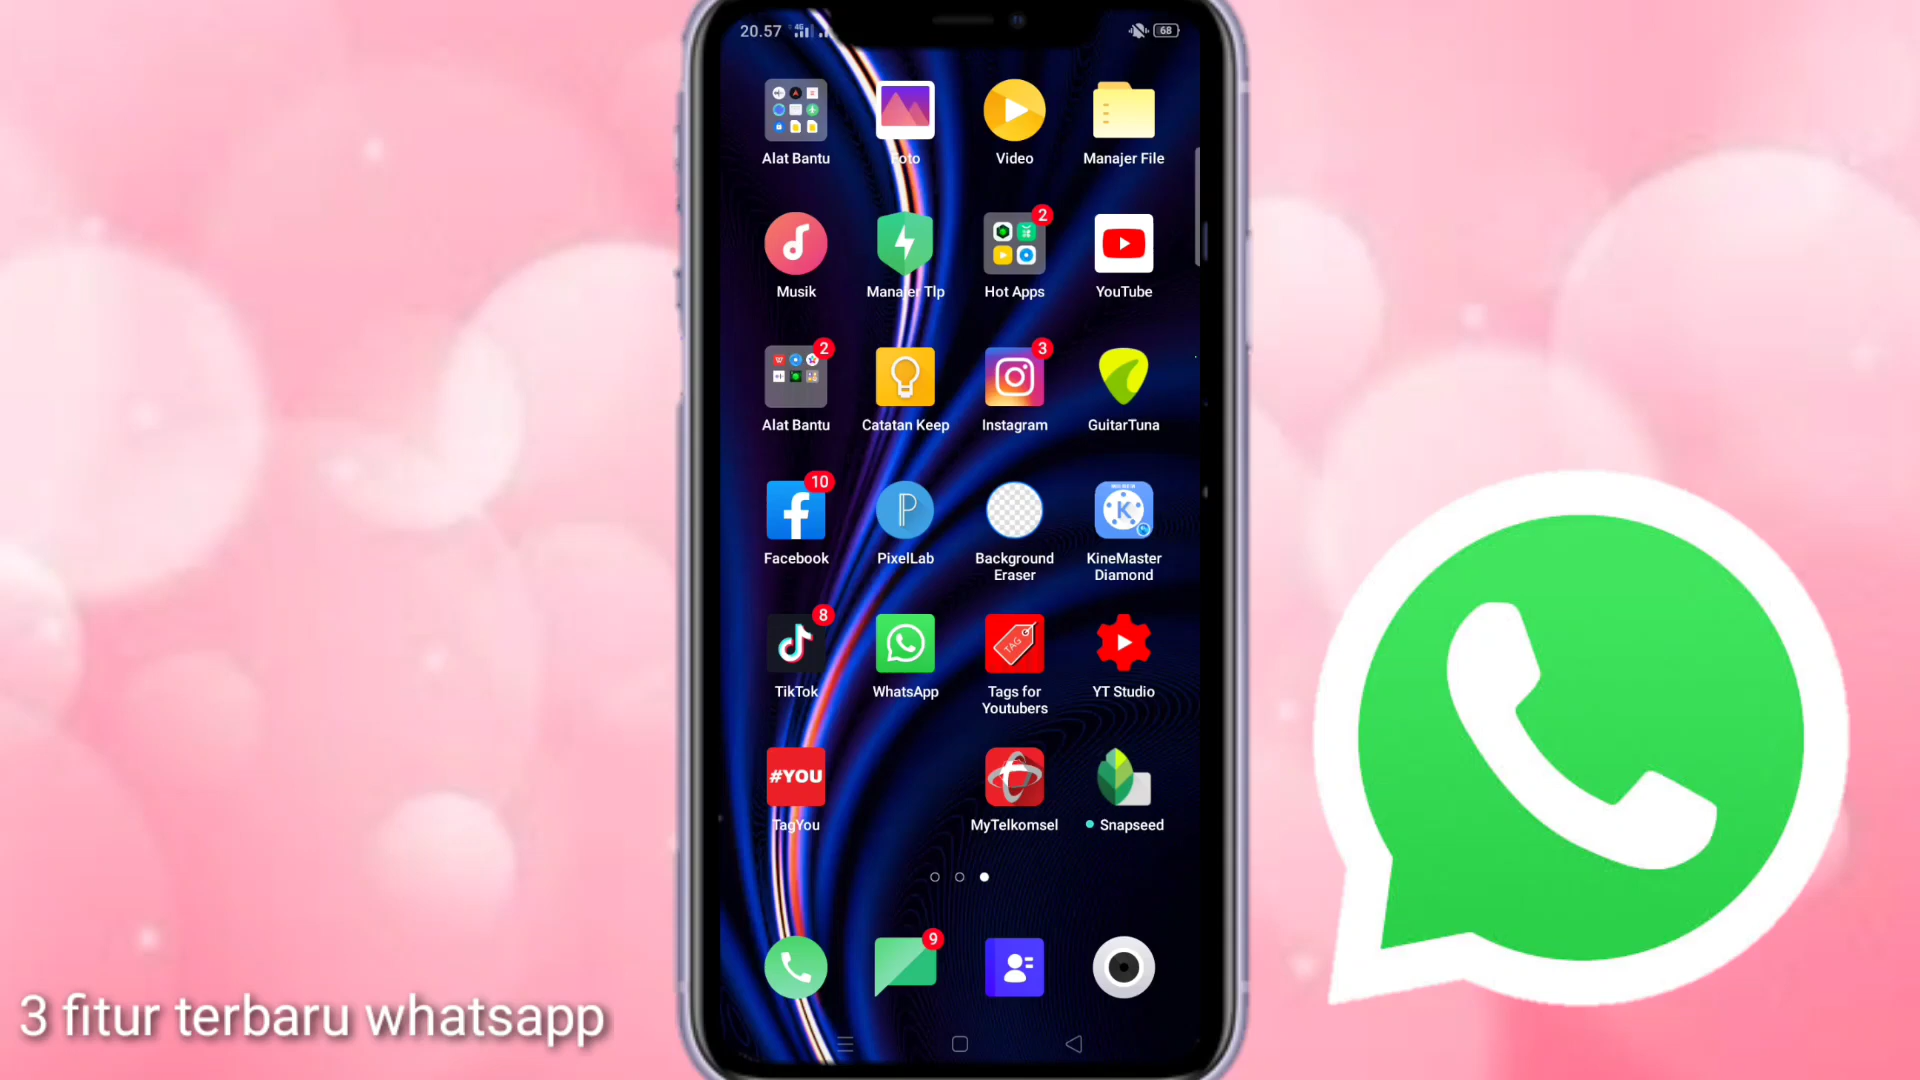 20.57 4G 68
Alat Bantu Foto Video Manajer File
2
Musik Manajer Tlp Hot Apps YouTube
2 3
Alat Bantu Catatan Keep Instagram GuitarTuna
10
P K
Facebook PixelLab Background Eraser KineMaster Diamond
8
TAG
TikTok WhatsApp Tags for Youtubers YT Studio
#YOU
TagYou MyTelkomsel Snapseed
9
3 fitur terbaru whatsapp